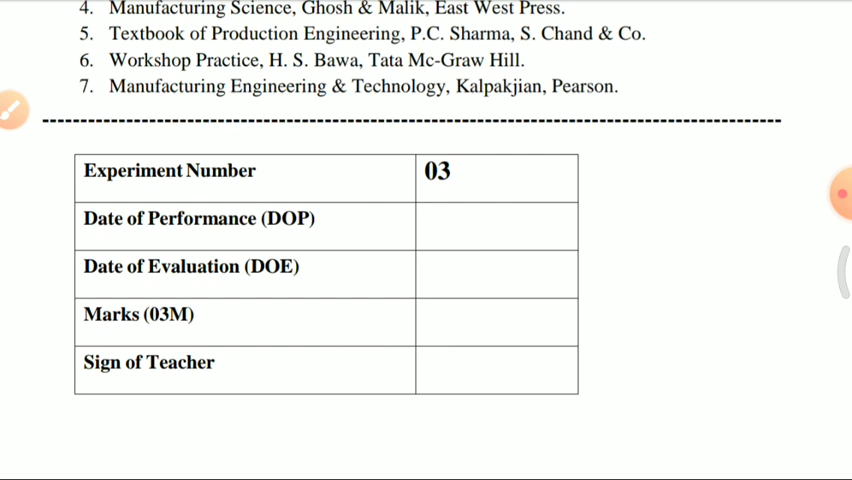 4. Manufacturing Science, Ghosh & Malik, East West Press.
5. Textbook of Production Engineering, P.C. Sharma, S. Chand & Co.
6. Workshop Practice, H. S. Bawa, Tata Mc-Graw Hill.
7. Manufacturing Engineering & Technology, Kalpakjian, Pearson.
Experiment Number 03
Date of Performance (DOP)
Date of Evaluation (DOE)
Marks (03M)
Sign of Teacher